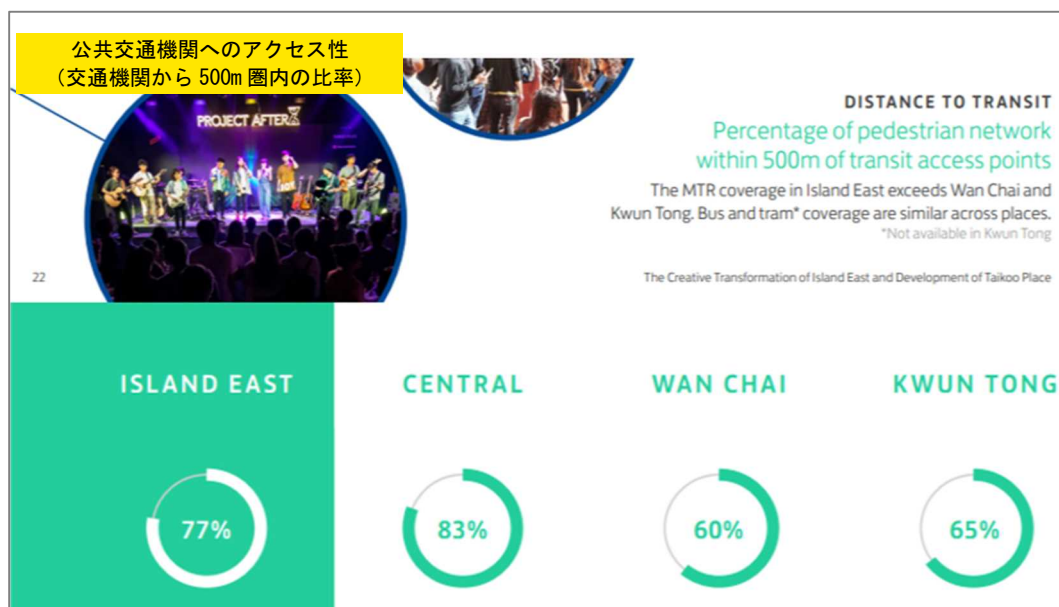 公共交通機関へのアクセス性
（交通機関から 500m 圏内の比率）
PROJECT AFTER
DISTANCE TO TRANSIT
Percentage of pedestrian network
within 500m of transit access points
The MTR coverage in Island East exceeds Wan Chai and
Kwun Tong. Bus and tram* coverage are similar across places.
*Not available in Kwun Tong
22
The Creative Transformation of Island East and Development of Taikoo Place
ISLAND EAST
CENTRAL
WAN CHAI
KWUN TONG
77%
83%
60%
65%